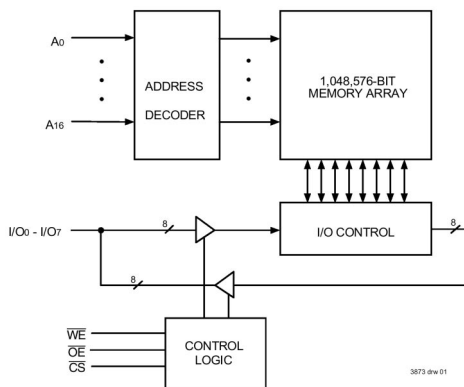 A0
A16
ADDRESS
DECODER
1,048,576-BIT
MEMORY ARRAY
I/O0 - I/O7
8
I/O CONTROL
8
8
WE
OE
CS
CONTROL
LOGIC
3873 drw 01